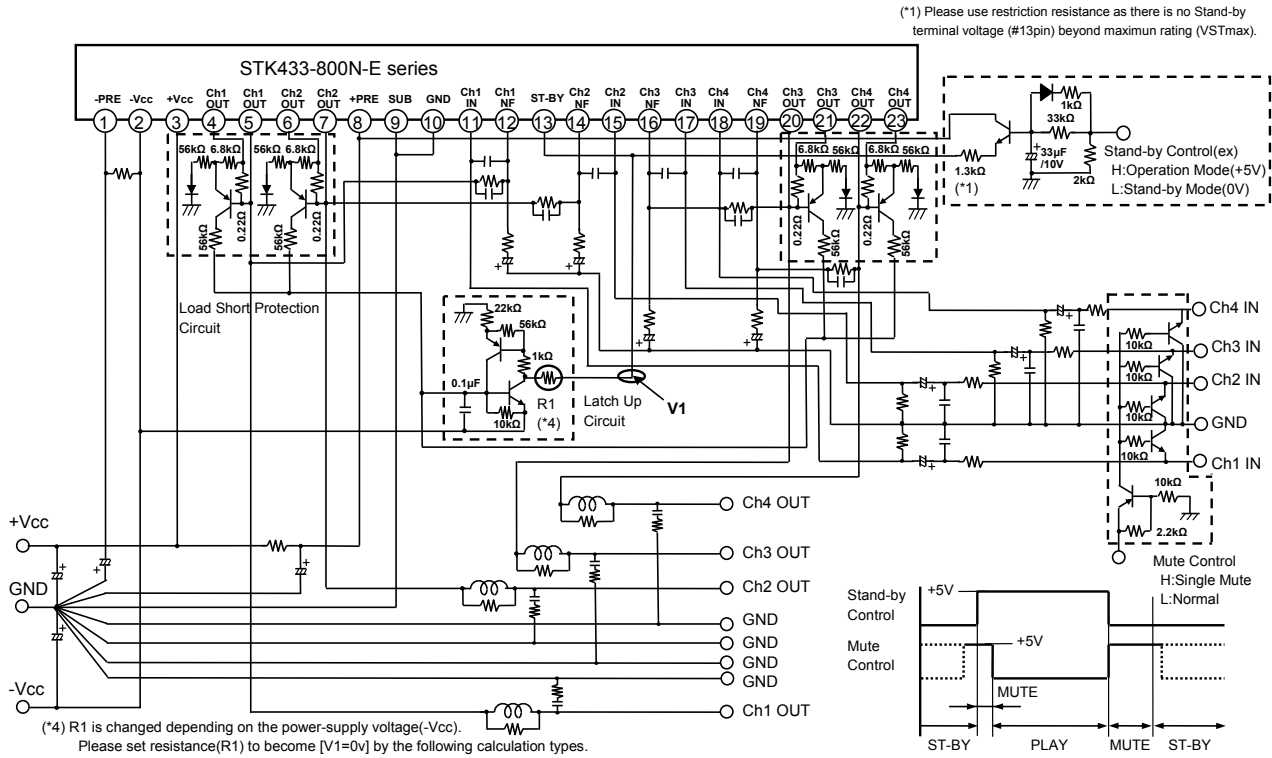 (*1) Please use restriction resistance as there is no Stand-by
terminal voltage (#13pin) beyond maximun rating (VSTmax).
STK433-800N-E series
-PRE -Vcc +Vcc Ch1 OUT Ch1 OUT Ch2 OUT Ch2 OUT +PRE SUB GND Ch1 IN Ch1 NF ST-BY Ch2 NF Ch2 IN Ch3 NF Ch3 IN Ch4 IN Ch4 NF Ch3 OUT Ch3 OUT Ch4 OUT Ch4 OUT
1 2 3 4 5 6 7 8 9 10 11 12 13 14 15 16 17 18 19 20 21 22 23
1kΩ
33kΩ
33µF
/10V
2kΩ
1.3kΩ
(*1)
Stand-by Control(ex)
H:Operation Mode(+5V)
L:Stand-by Mode(0V)
56kΩ 6.8kΩ 56kΩ 6.8kΩ
56kΩ 0.22Ω 56kΩ 0.22Ω
6.8kΩ 56kΩ 6.8kΩ 56kΩ
0.22Ω 56kΩ 0.22Ω 56kΩ
Load Short Protection
Circuit
22kΩ
56kΩ
1kΩ
0.1µF
10kΩ
R1
(*4)
Latch Up
Circuit
V1
Ch4 IN
Ch3 IN
Ch2 IN
GND
Ch1 IN
10kΩ
10kΩ
10kΩ
10kΩ
10kΩ
2.2kΩ
Mute Control
H:Single Mute
L:Normal
+Vcc
GND
-Vcc
Ch4 OUT
Ch3 OUT
Ch2 OUT
GND
GND
GND
GND
Ch1 OUT
Stand-by
Control
+5V
Mute
Control
+5V
MUTE
ST-BY PLAY MUTE ST-BY
(*4) R1 is changed depending on the power-supply voltage(-Vcc).
Please set resistance(R1) to become [V1=0v] by the following calculation types.